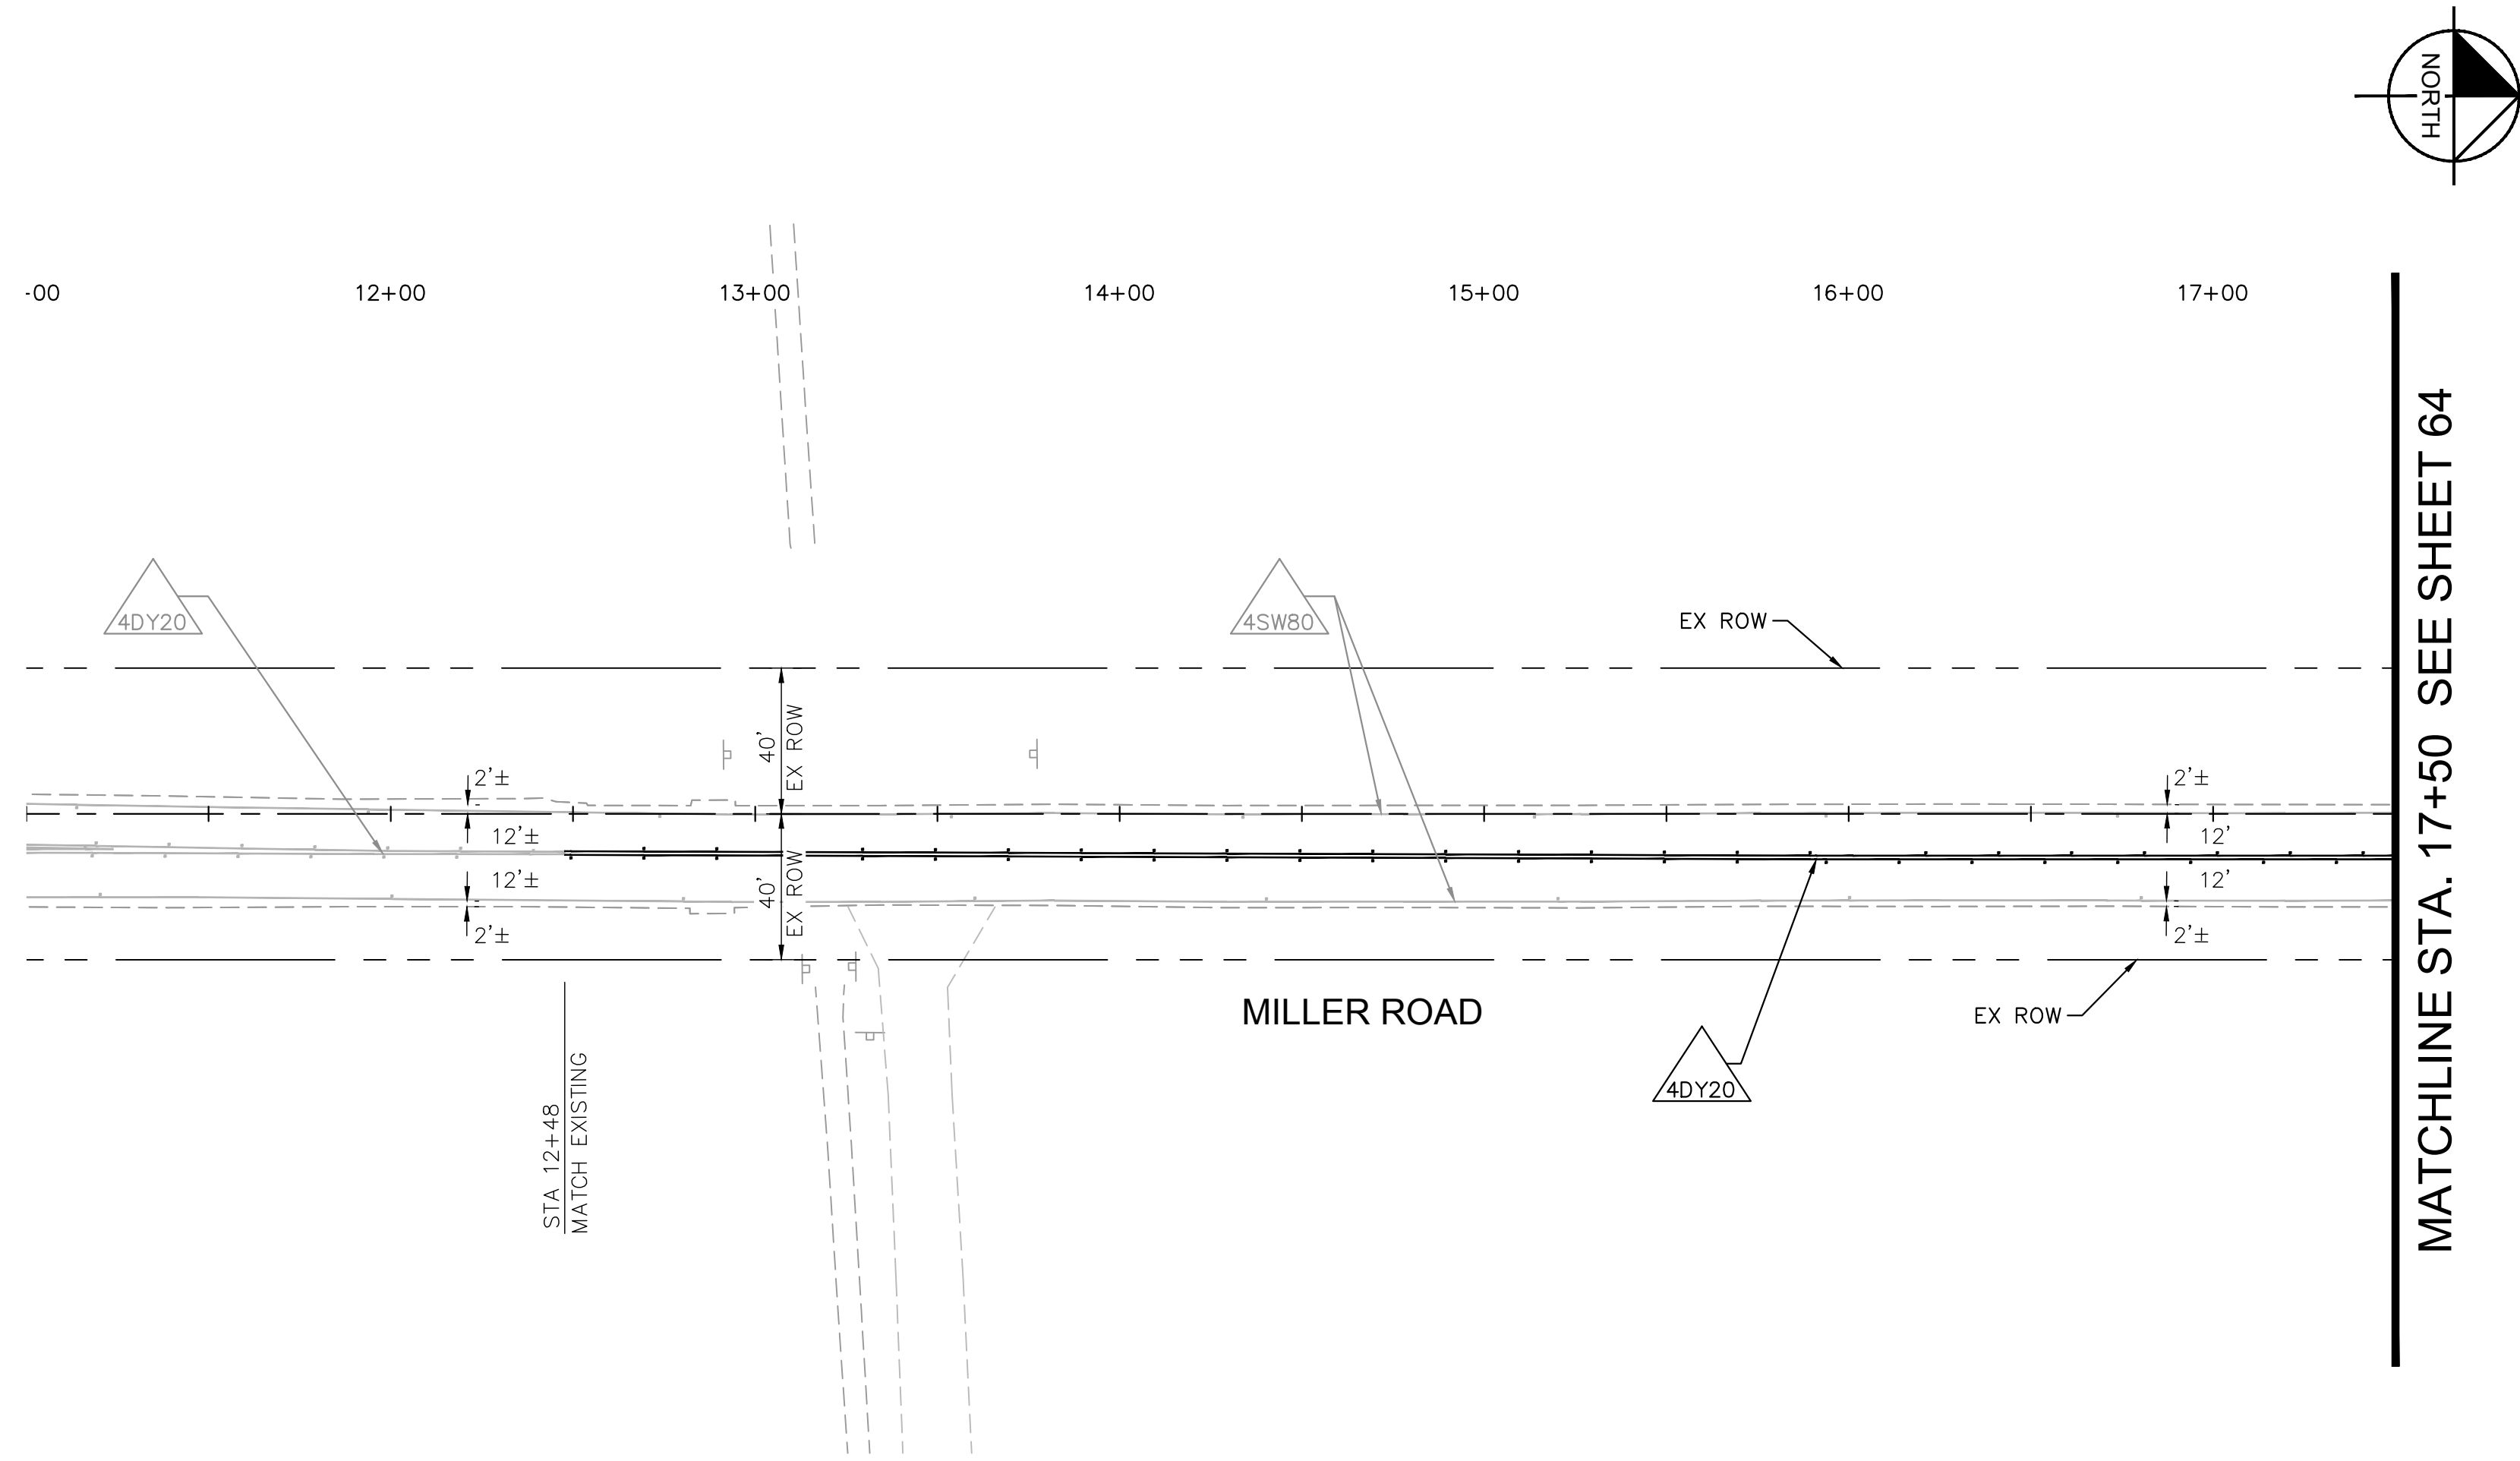 NORTH
-00
12+00
13+00
14+00
15+00
16+00
17+00
4DY20
4SW80
EX ROW
40'
EX ROW
2'±
12'±
12'±
2'±
40'
EX ROW
2'±
12'
12'
2'±
STA 12+48
MATCH EXISTING
MILLER ROAD
EX ROW
4DY20
MATCHLINE STA. 17+50 SEE SHEET 64